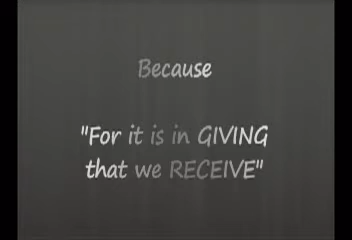 Because
"For it is in GIVING
that we RECEIVE"